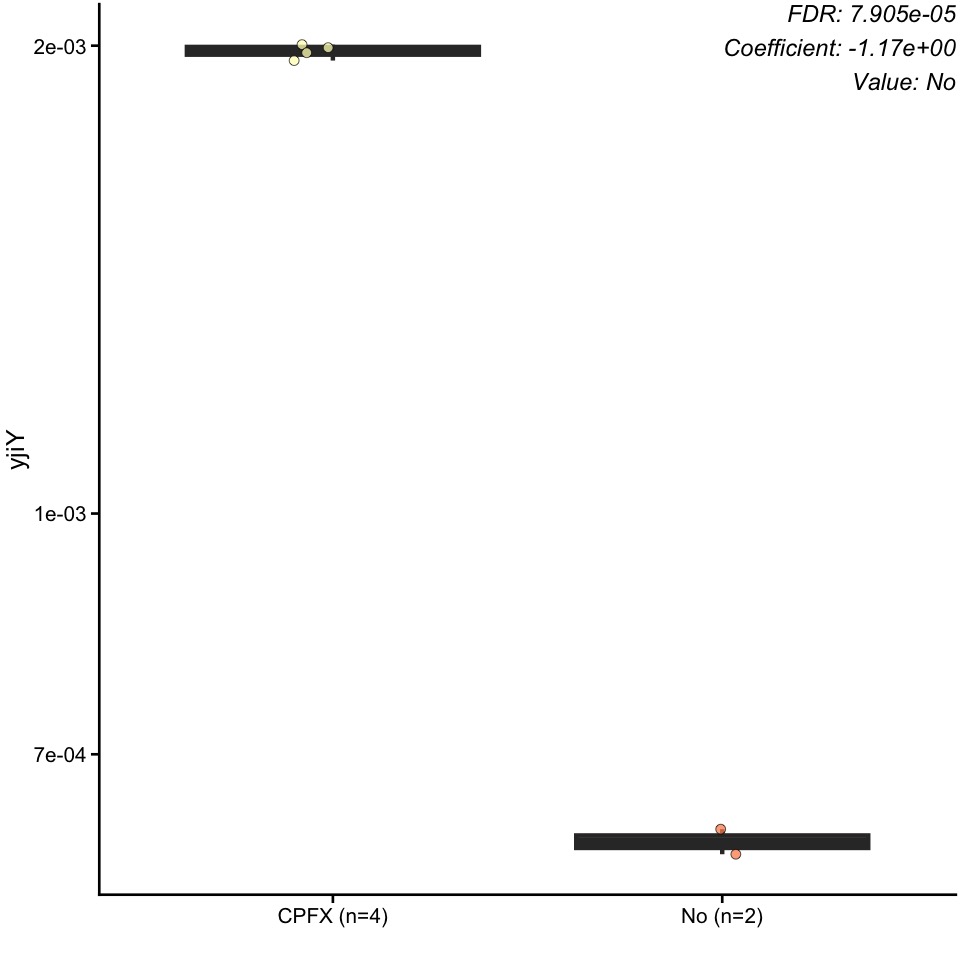 FDR: 7.905e-05
Coefficient: -1.17e+00
Value: No
2e-03
1e-03
7e-04
yjiY
CPFX (n=4)
No (n=2)